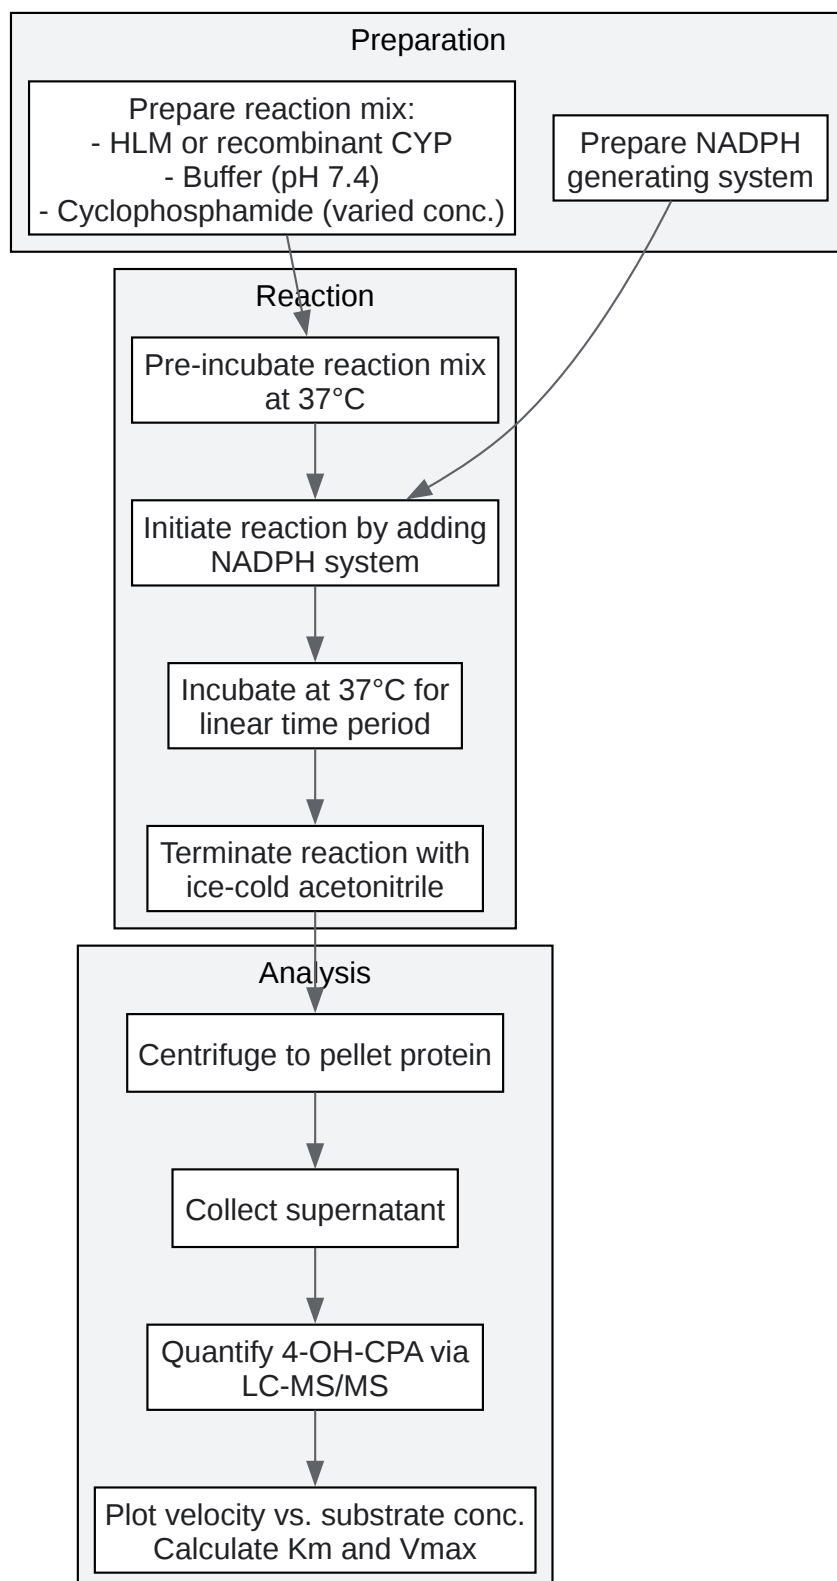 Preparation
Prepare reaction mix:
- HLM or recombinant CYP
- Buffer (pH 7.4)
- Cyclophosphamide (varied conc.)
Prepare NADPH
generating system
Reaction
Pre-incubate reaction mix
at 37°C
Initiate reaction by adding
NADPH system
Incubate at 37°C for
linear time period
Terminate reaction with
ice-cold acetonitrile
Analysis
Centrifuge to pellet protein
Collect supernatant
Quantify 4-OH-CPA via
LC-MS/MS
Plot velocity vs. substrate conc.
Calculate Km and Vmax